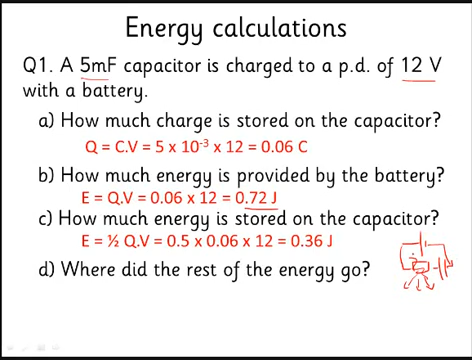 Energy calculations
Q1. A 5mF capacitor is charged to a p.d. of 12 V
with a battery.
a) How much charge is stored on the capacitor?
Q = C.V = 5 x 10⁻³ x 12 = 0.06 C
b) How much energy is provided by the battery?
E = Q.V = 0.06 x 12 = 0.72 J
c) How much energy is stored on the capacitor?
E = ½ Q.V = 0.5 x 0.06 x 12 = 0.36 J
d) Where did the rest of the energy go?